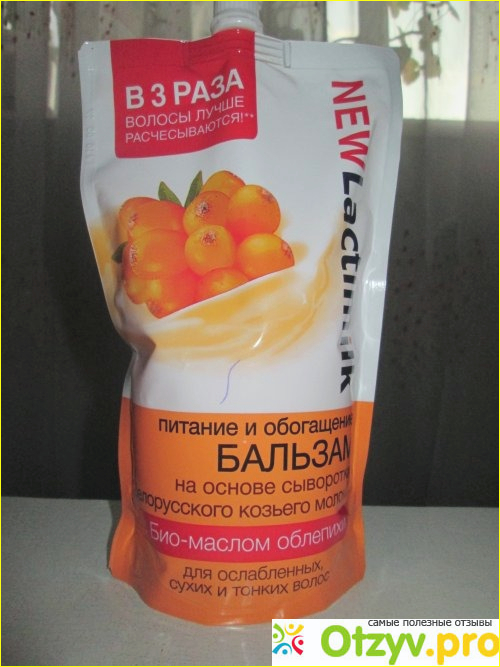 В 3 РАЗА
ВОЛОСЫ ЛУЧШЕ
РАСЧЕСЫВАЮТСЯ!**
NEW Lactimilk
питание и обогащение
БАЛЬЗАМ
на основе сыворотки
белорусского козьего молока
Био-маслом облепихи
для ослабленных,
сухих и тонких волос
самые полезные отзывы
Otzyv.pro